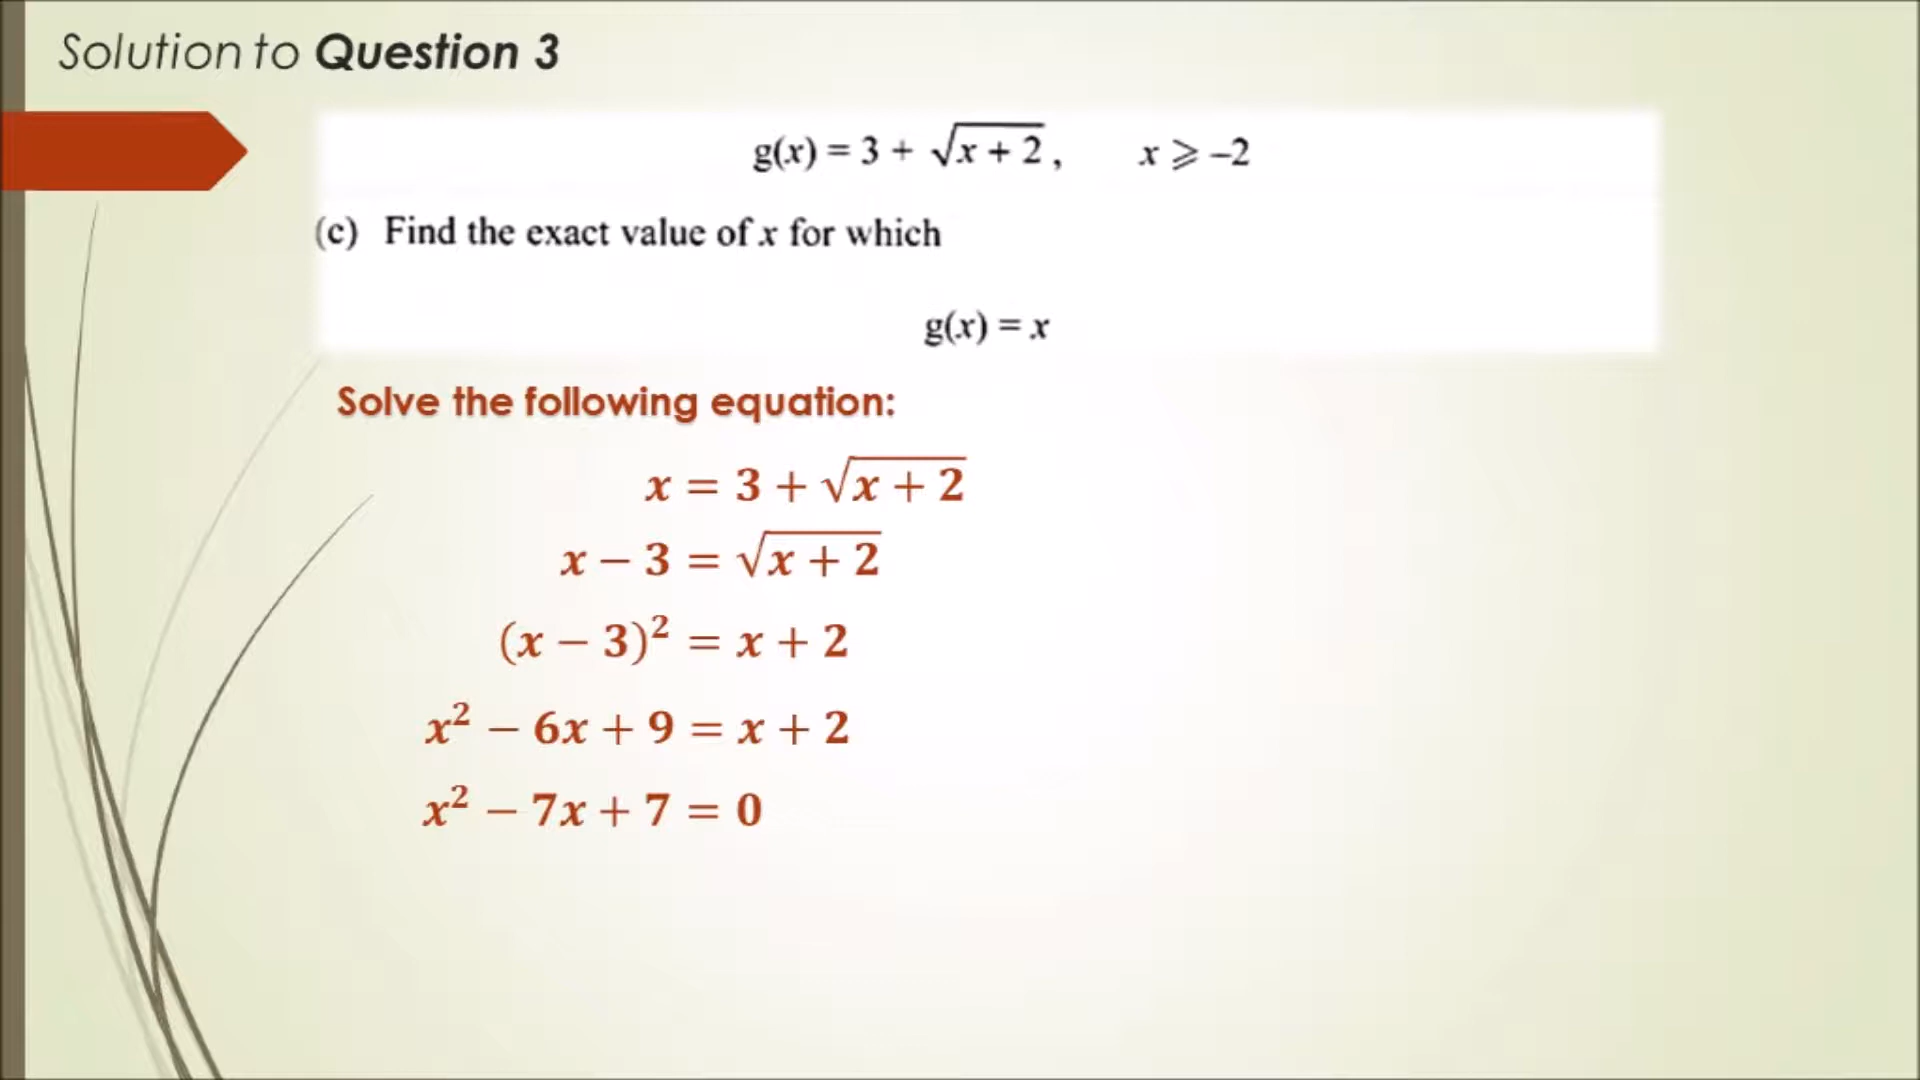 Solution to Question 3
g(x) = 3 + √(x + 2) ,    x ⩾ –2
(c) Find the exact value of x for which
g(x) = x
Solve the following equation:
x = 3 + √(x + 2)
x − 3 = √(x + 2)
(x − 3)² = x + 2
x² − 6x + 9 = x + 2
x² − 7x + 7 = 0